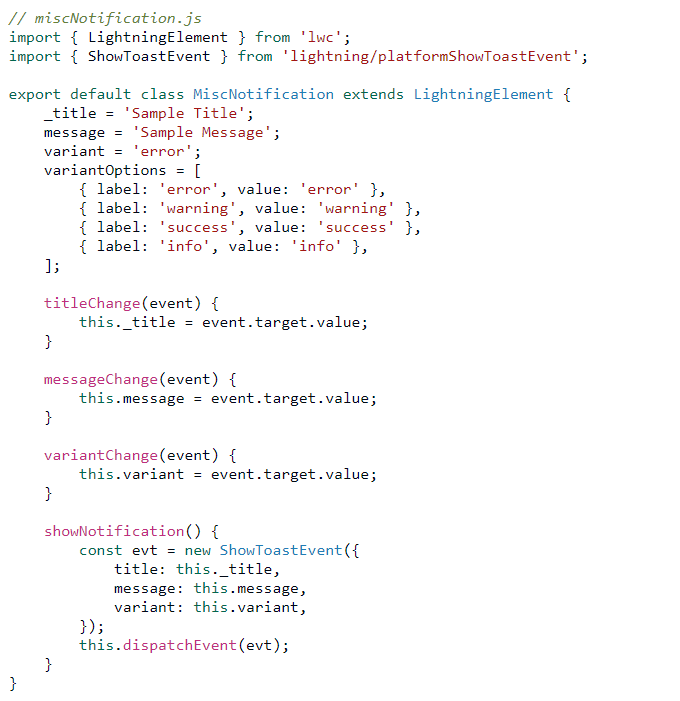 // miscNotification.js
import { LightningElement } from 'lwc';
import { ShowToastEvent } from 'lightning/platformShowToastEvent';

export default class MiscNotification extends LightningElement {
    _title = 'Sample Title';
    message = 'Sample Message';
    variant = 'error';
    variantOptions = [
        { label: 'error', value: 'error' },
        { label: 'warning', value: 'warning' },
        { label: 'success', value: 'success' },
        { label: 'info', value: 'info' },
    ];

    titleChange(event) {
        this._title = event.target.value;
    }

    messageChange(event) {
        this.message = event.target.value;
    }

    variantChange(event) {
        this.variant = event.target.value;
    }

    showNotification() {
        const evt = new ShowToastEvent({
            title: this._title,
            message: this.message,
            variant: this.variant,
        });
        this.dispatchEvent(evt);
    }
}